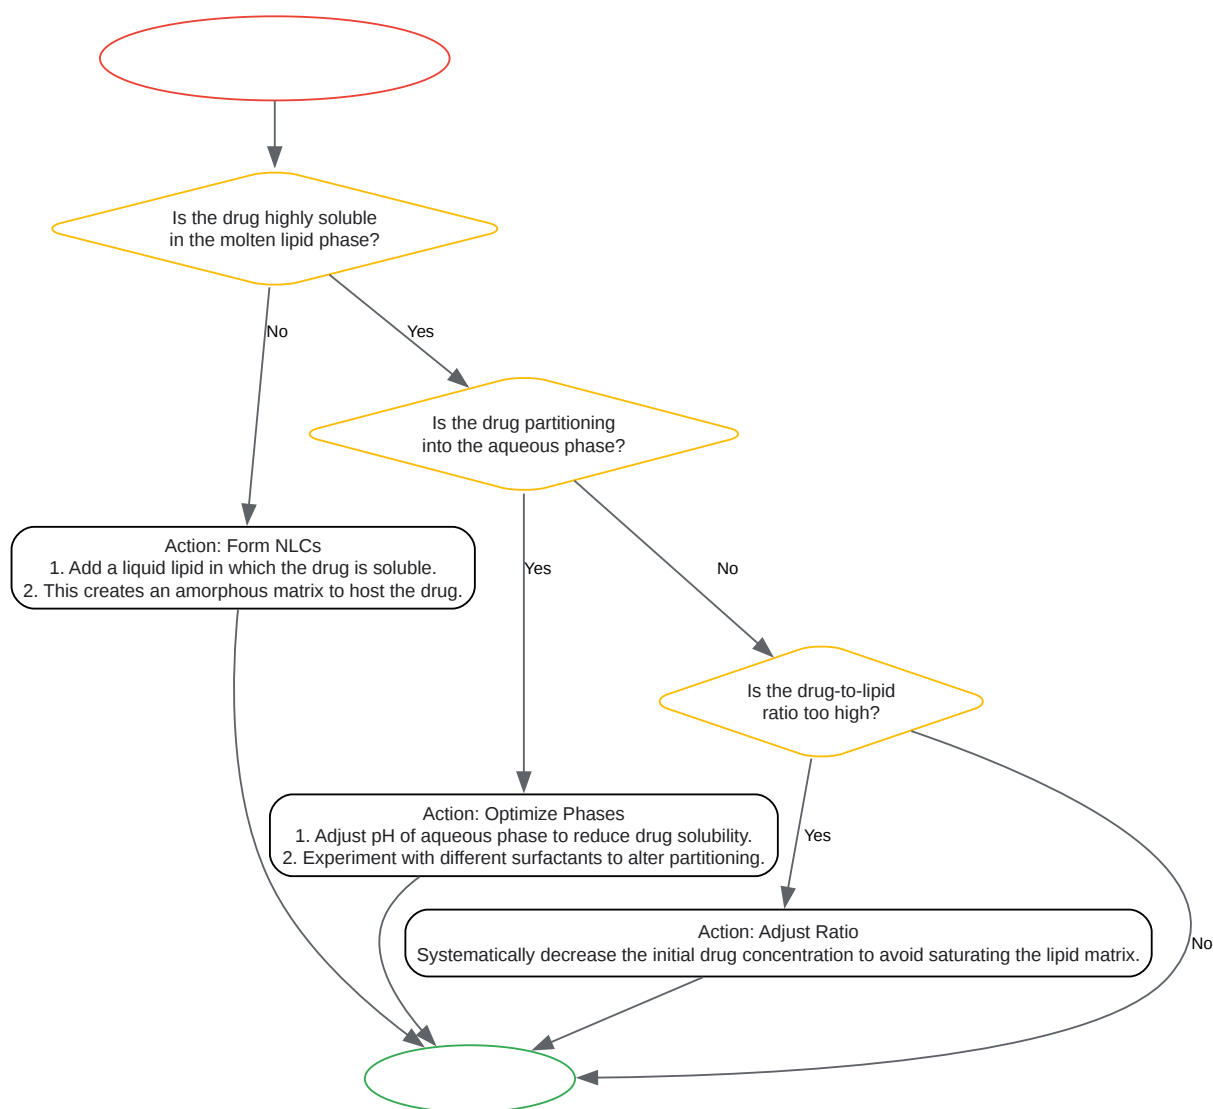 Is the drug highly soluble
in the molten lipid phase?
No
Yes
Is the drug partitioning
into the aqueous phase?
Action: Form NLCs
1. Add a liquid lipid in which the drug is soluble.
2. This creates an amorphous matrix to host the drug.
Yes
No
Is the drug-to-lipid
ratio too high?
Action: Optimize Phases
1. Adjust pH of aqueous phase to reduce drug solubility.
2. Experiment with different surfactants to alter partitioning.
Yes
Action: Adjust Ratio
Systematically decrease the initial drug concentration to avoid saturating the lipid matrix.
No